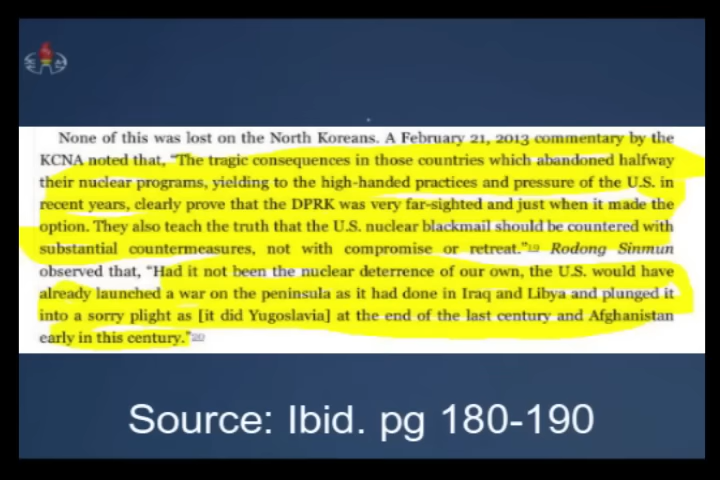 None of this was lost on the North Koreans. A February 21, 2013 commentary by the
KCNA noted that, “The tragic consequences in those countries which abandoned halfway
their nuclear programs, yielding to the high-handed practices and pressure of the U.S. in
recent years, clearly prove that the DPRK was very far-sighted and just when it made the
option. They also teach the truth that the U.S. nuclear blackmail should be countered with
substantial countermeasures, not with compromise or retreat.”19 Rodong Sinmun
observed that, “Had it not been the nuclear deterrence of our own, the U.S. would have
already launched a war on the peninsula as it had done in Iraq and Libya and plunged it
into a sorry plight as [it did Yugoslavia] at the end of the last century and Afghanistan
early in this century.”20
Source: Ibid. pg 180-190